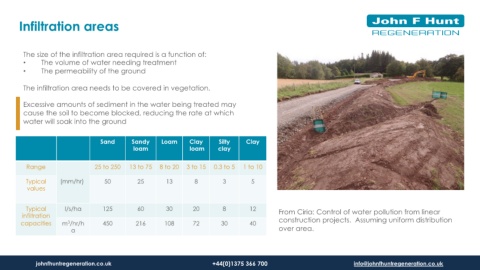 Infiltration areas
John F Hunt
REGENERATION
The size of the infiltration area required is a function of:
• The volume of water needing treatment
• The permeability of the ground
The infiltration area needs to be covered in vegetation.
Excessive amounts of sediment in the water being treated may
cause the soil to become blocked, reducing the rate at which
water will soak into the ground
Sand Sandy loam Loam Clay loam Silty clay Clay
Range 25 to 250 13 to 75 8 to 20 3 to 15 0.3 to 5 1 to 10
Typical values (mm/hr) 50 25 13 8 3 5
Typical infiltration capacities l/s/ha 125 60 30 20 8 12
m³/hr/ha 450 216 108 72 30 40
From Ciria: Control of water pollution from linear
construction projects. Assuming uniform distribution
over area.
johnfhuntregeneration.co.uk +44(0)1375 366 700 info@johnfhuntregeneration.co.uk